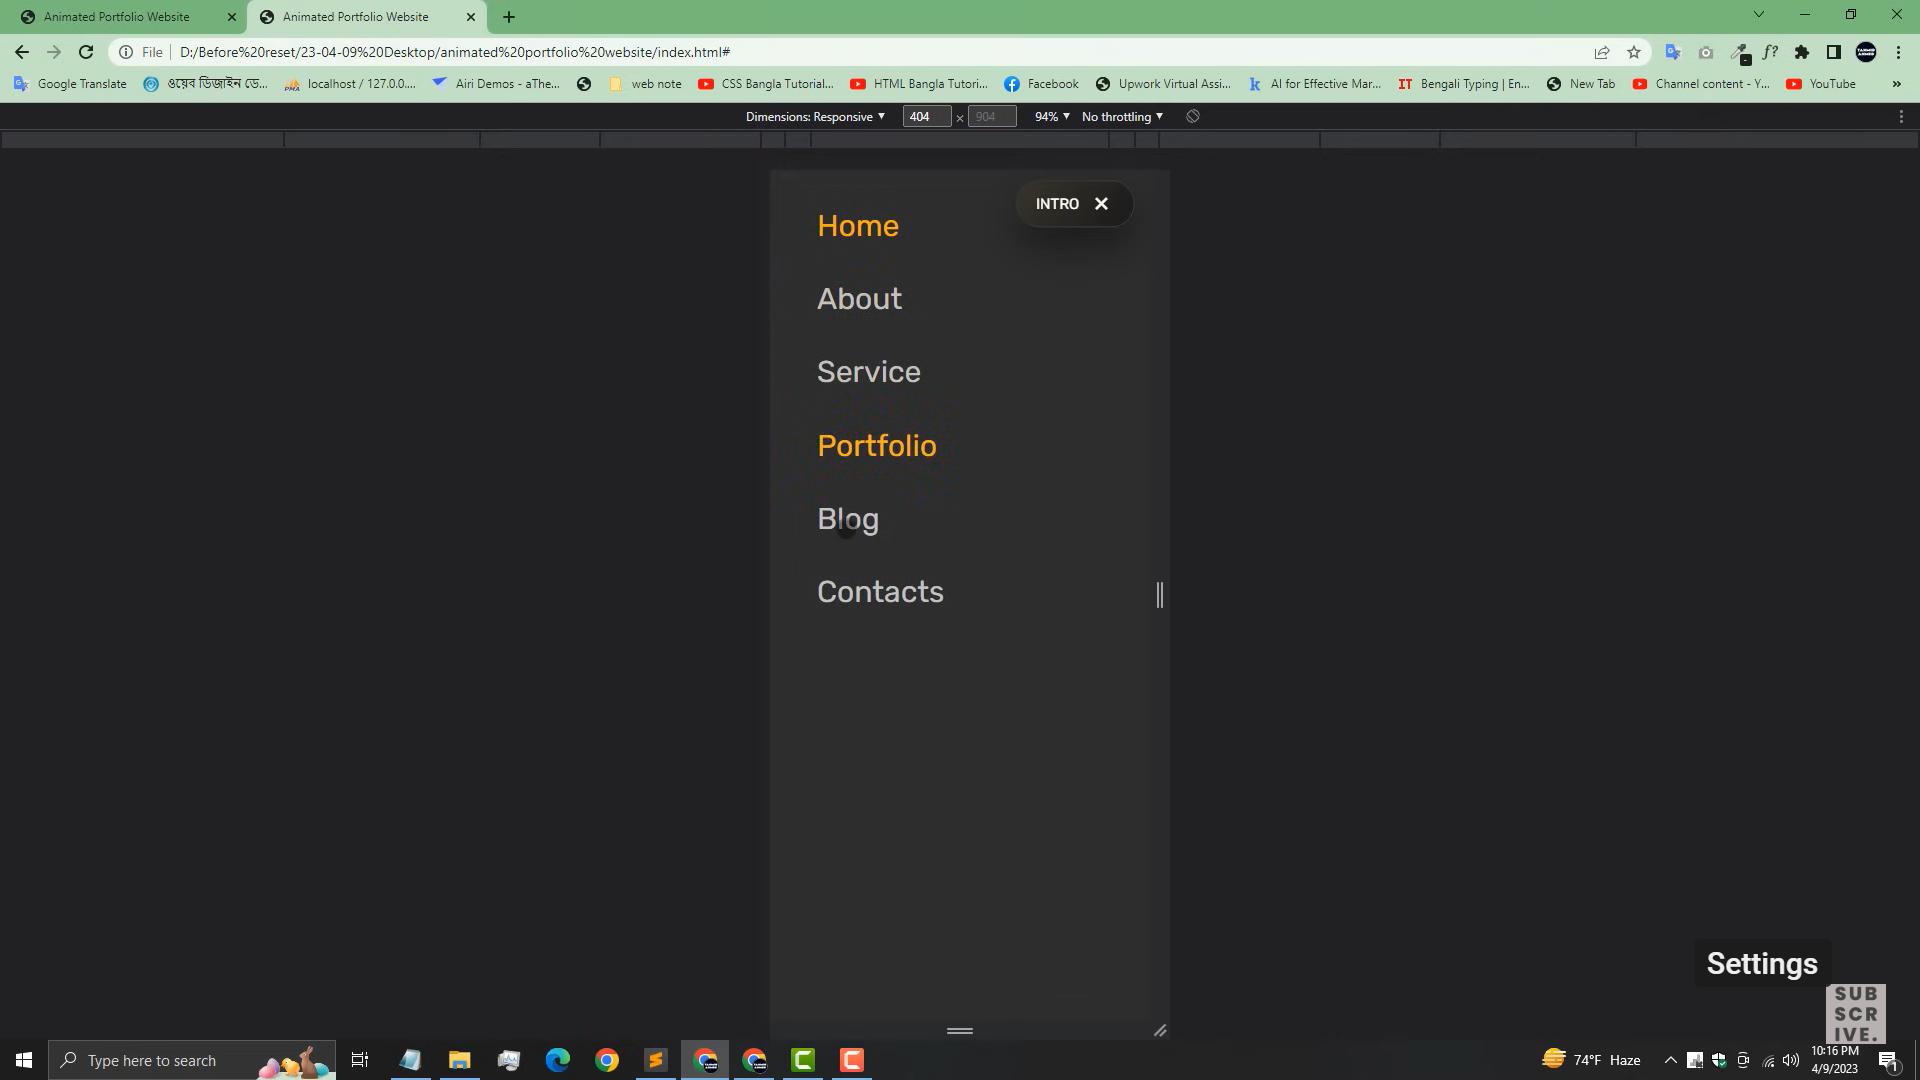 Animated Portfolio Website
Animated Portfolio Website
File
D:/Before%20reset/23-04-09%20Desktop/animated%20portfolio%20website/index.html#
Google Translate
ওয়েব ডিজাইন ডে...
localhost / 127.0.0....
Airi Demos - aThe...
web note
CSS Bangla Tutorial...
HTML Bangla Tutori...
Facebook
Upwork Virtual Assi...
AI for Effective Mar...
Bengali Typing | En...
New Tab
Channel content - Y...
YouTube
Dimensions: Responsive
404 × 904
94%
No throttling
INTRO
Home
About
Service
Portfolio
Blog
Contacts
Settings
SUB
SCR
IVE.
Type here to search
74°F Haze
10:16 PM
4/9/2023
1